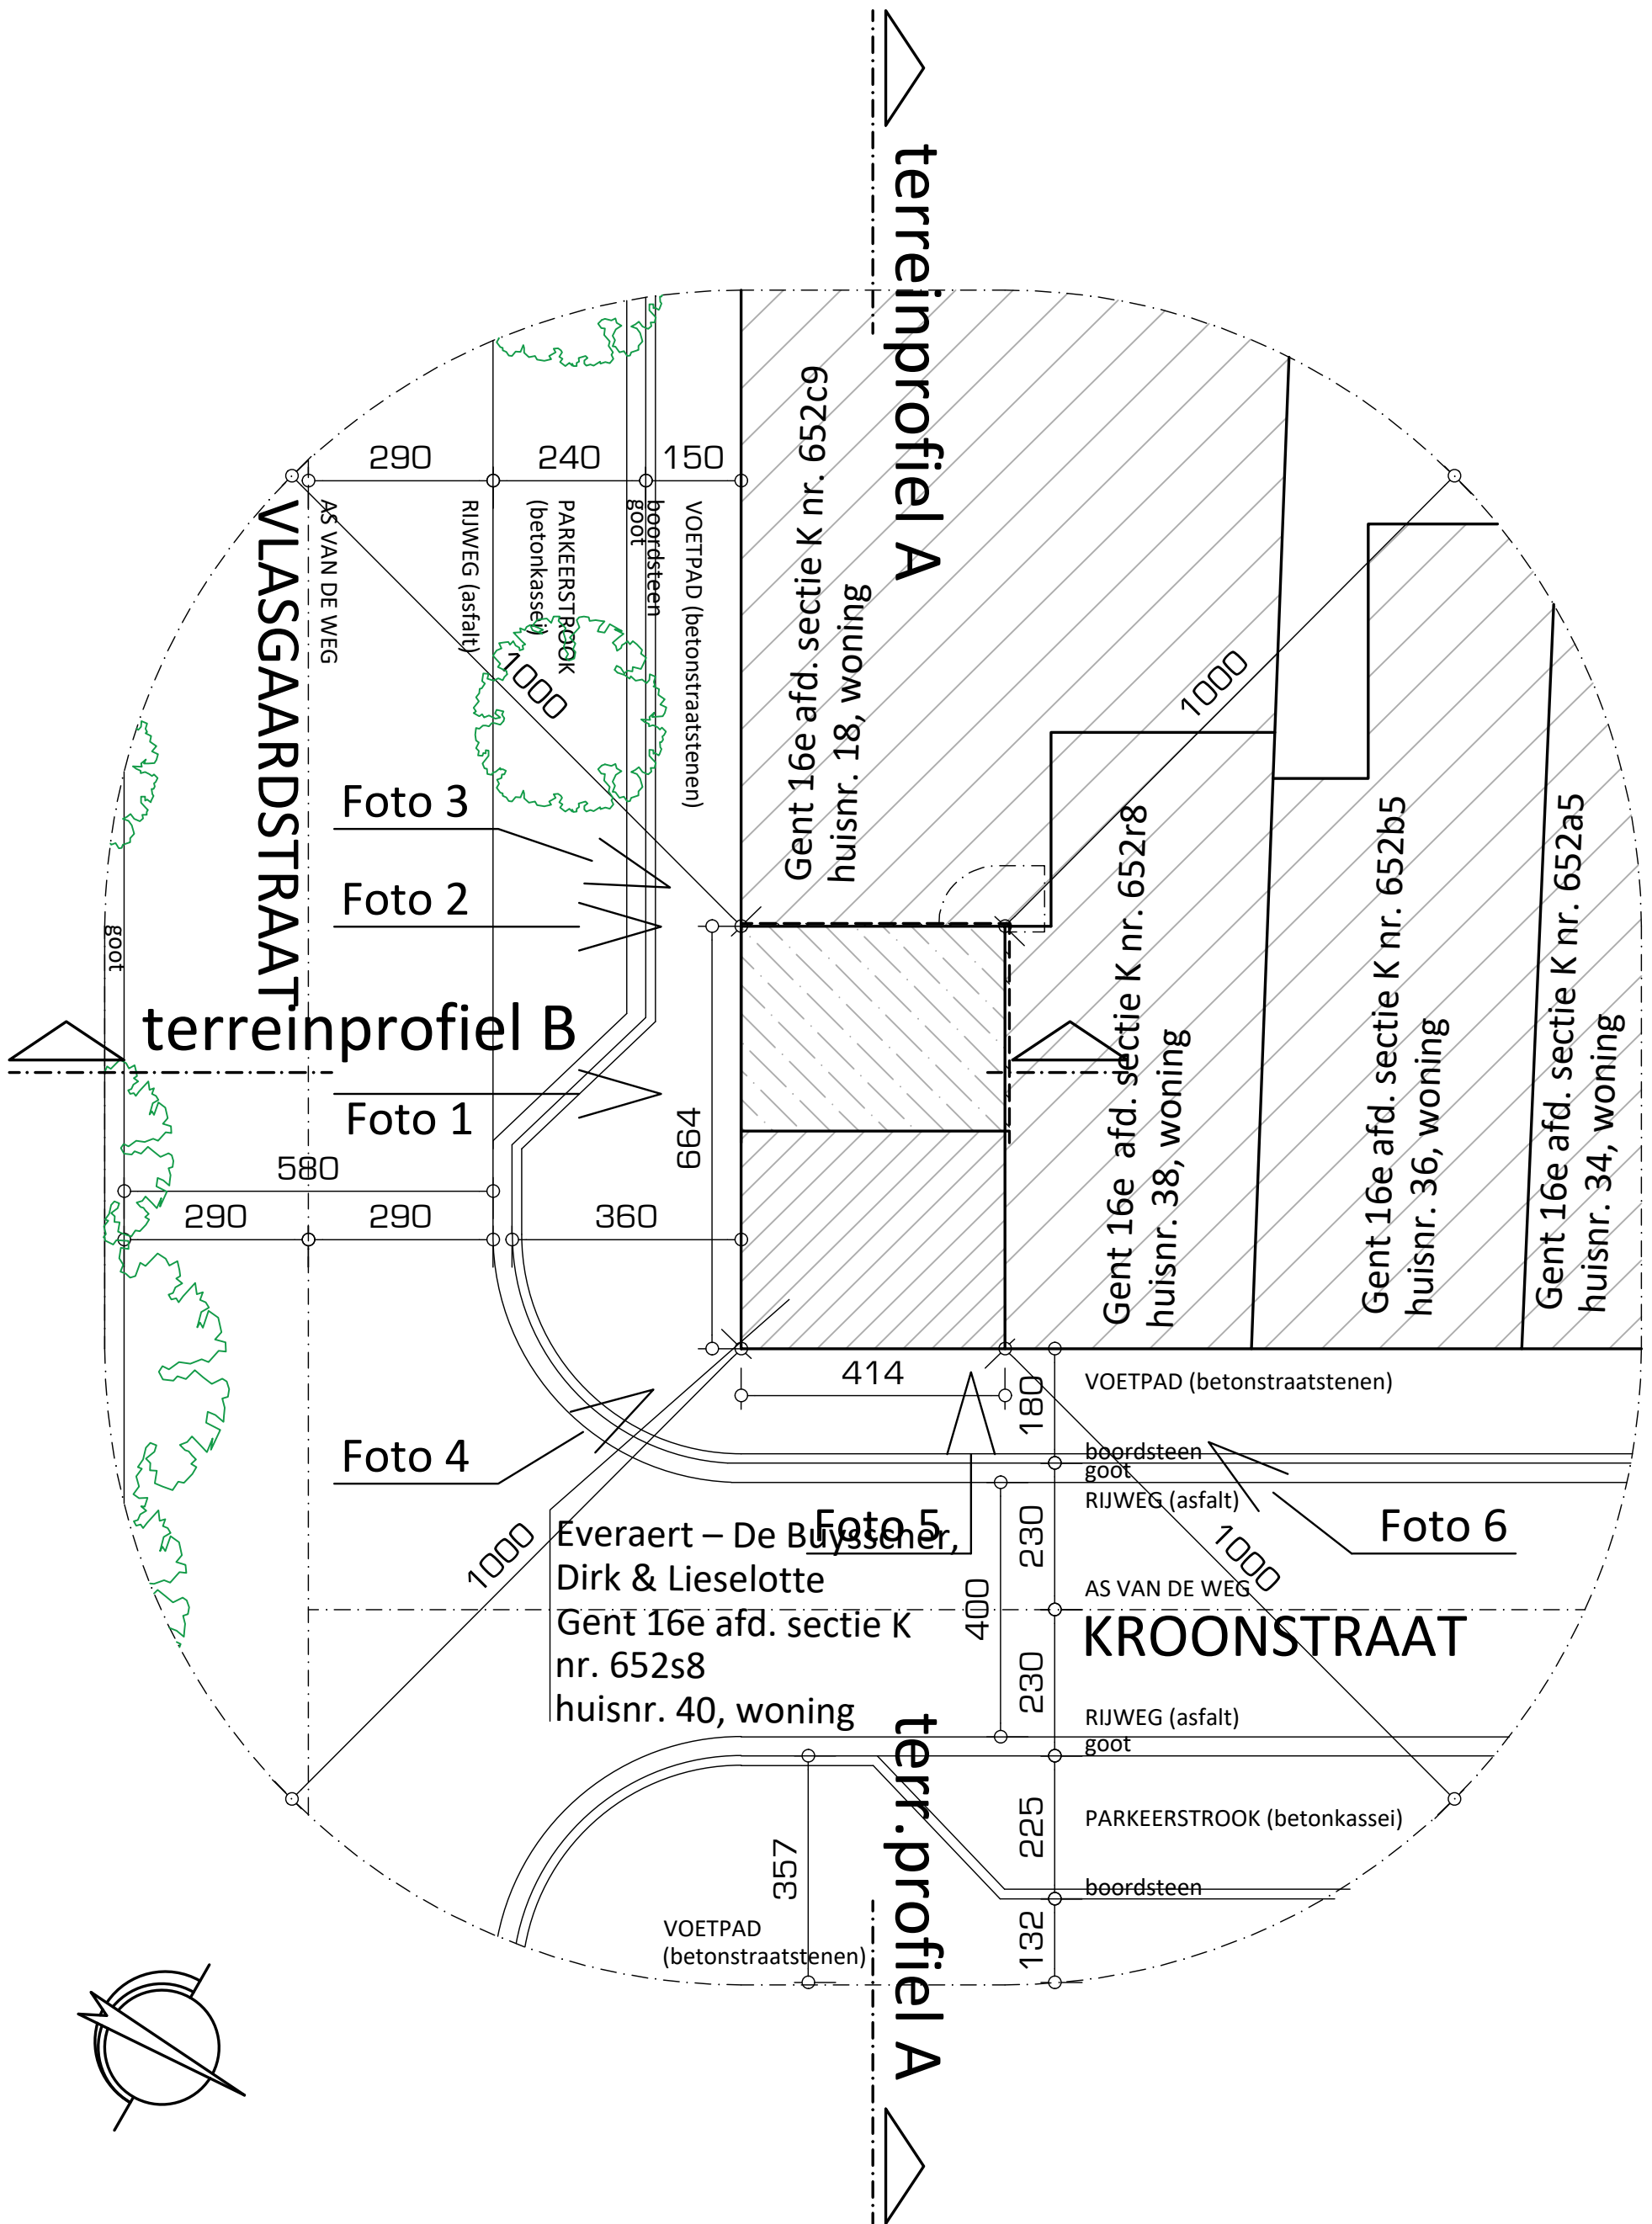 terreinprofiel A
290
240
150
AS VAN DE WEG
VLASGAARDSTRAAT
RIJWEG (asfalt)
PARKEERSTROOK
(betonkassei)
goot
boordsteen
VOETPAD (betonstraatstenen)
Gent 16e afd. sectie K nr. 652c9
huisnr. 18, woning
1000
1000
Foto 3
Foto 2
goot
terreinprofiel B
Foto 1
664
580
290
290
360
Gent 16e afd. sectie K nr. 652r8
huisnr. 38, woning
Gent 16e afd. sectie K nr. 652b5
huisnr. 36, woning
Gent 16e afd. sectie K nr. 652a5
huisnr. 34, woning
414
180
VOETPAD (betonstraatstenen)
Foto 4
boordsteen
goot
RIJWEG (asfalt)
Foto 5
Foto 6
1000
Everaert – De Buysscher,
Dirk & Lieselotte
Gent 16e afd. sectie K
nr. 652s8
huisnr. 40, woning
230
400
1000
AS VAN DE WEG
KROONSTRAAT
230
RIJWEG (asfalt)
goot
terr.profiel A
225
PARKEERSTROOK (betonkassei)
357
boordsteen
132
VOETPAD
(betonstraatstenen)